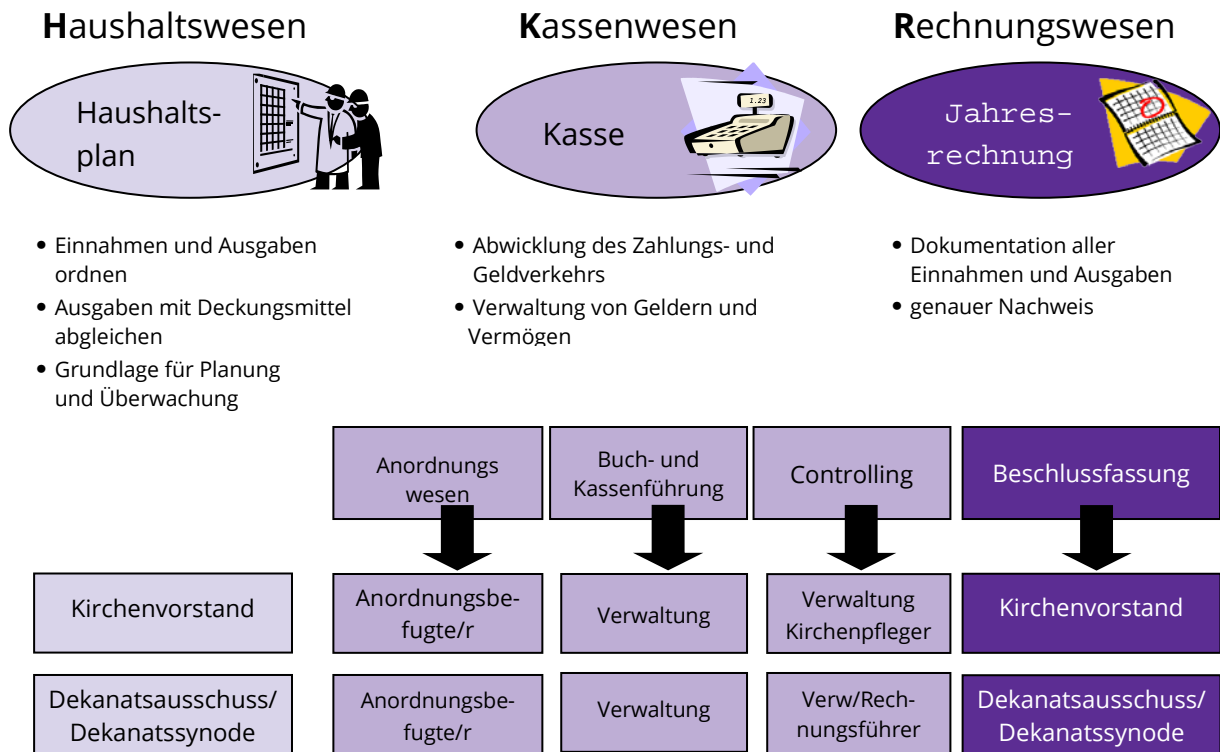 Haushaltswesen
Kassenwesen
Rechnungswesen
Haushalts-
plan
1.23
Kasse
Jahres-
rechnung
• Einnahmen und Ausgaben
ordnen
• Ausgaben mit Deckungsmittel
abgleichen
• Grundlage für Planung
und Überwachung
• Abwicklung des Zahlungs- und
Geldverkehrs
• Verwaltung von Geldern und
Vermögen
• Dokumentation aller
Einnahmen und Ausgaben
• genauer Nachweis
Anordnungs
wesen
Buch- und
Kassenführung
Controlling
Beschlussfassung
Kirchenvorstand
Anordnungsbe-
fugte/r
Verwaltung
Verwaltung
Kirchenpfleger
Kirchenvorstand
Dekanatsausschuss/
Dekanatssynode
Anordnungsbe-
fugte/r
Verwaltung
Verw/Rech-
nungsführer
Dekanatsausschuss/
Dekanatssynode